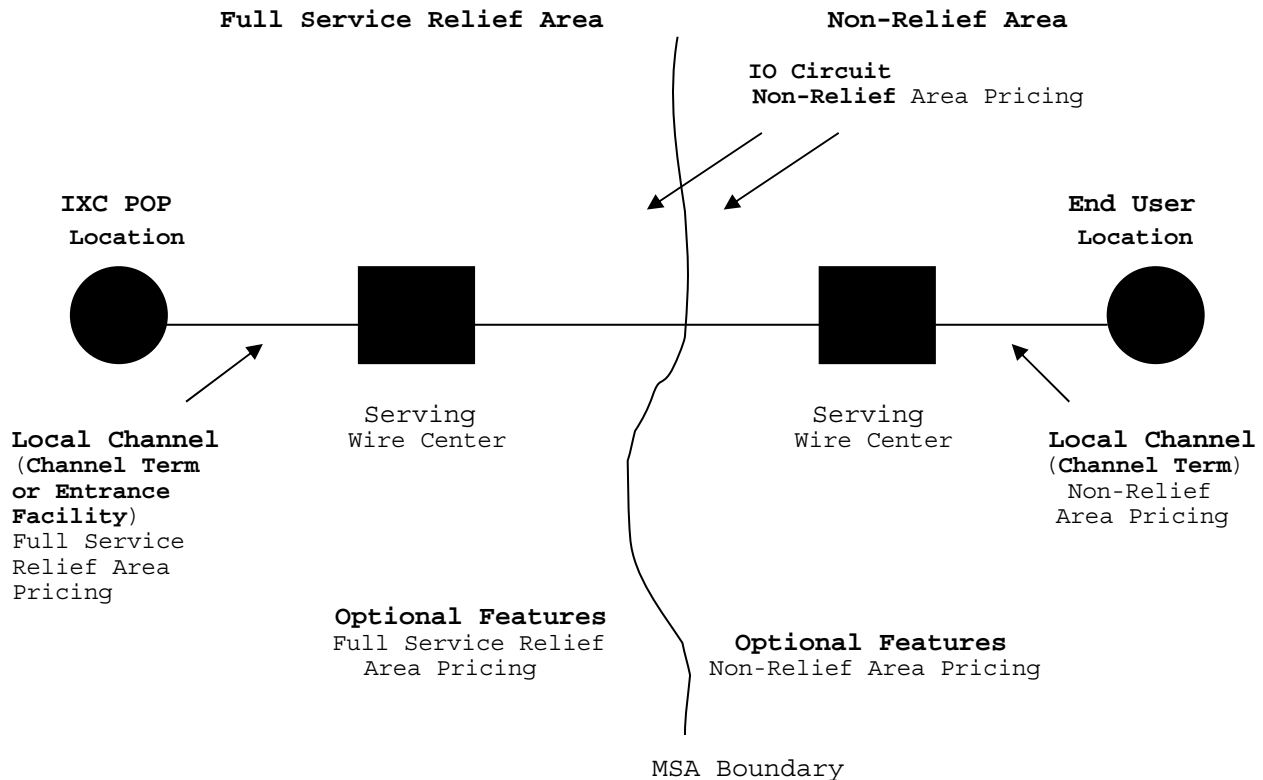 Full Service Relief Area
Non-Relief Area
IO Circuit
Non-Relief Area Pricing
IXC POP
Location
End User
Location
Serving
Wire Center
Serving
Wire Center
Local Channel
(Channel Term
or Entrance
Facility)
Full Service
Relief Area
Pricing
Local Channel
(Channel Term)
Non-Relief
Area Pricing
Optional Features
Full Service Relief
Area Pricing
Optional Features
Non-Relief Area Pricing
MSA Boundary